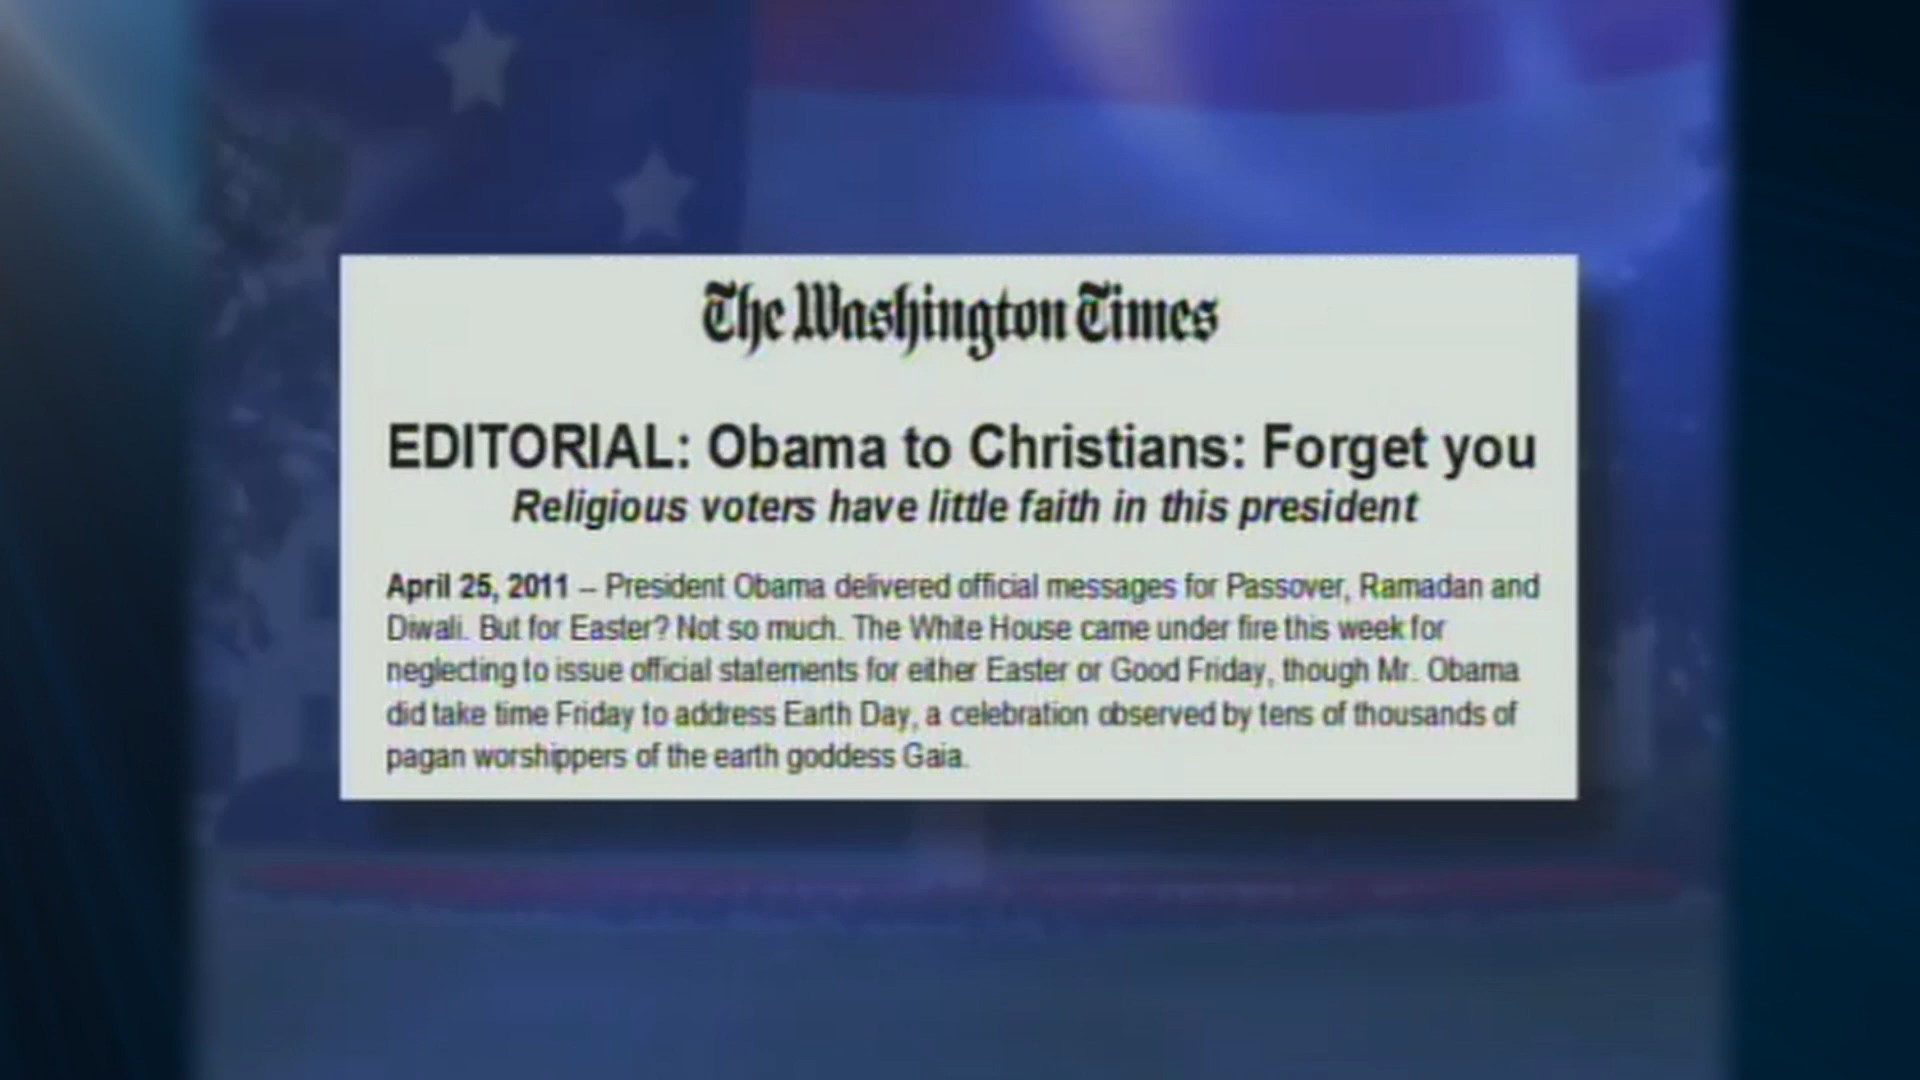 The Washington Times
EDITORIAL: Obama to Christians: Forget you
Religious voters have little faith in this president
April 25, 2011 – President Obama delivered official messages for Passover, Ramadan and
Diwali. But for Easter? Not so much. The White House came under fire this week for
neglecting to issue official statements for either Easter or Good Friday, though Mr. Obama
did take time Friday to address Earth Day, a celebration observed by tens of thousands of
pagan worshippers of the earth goddess Gaia.